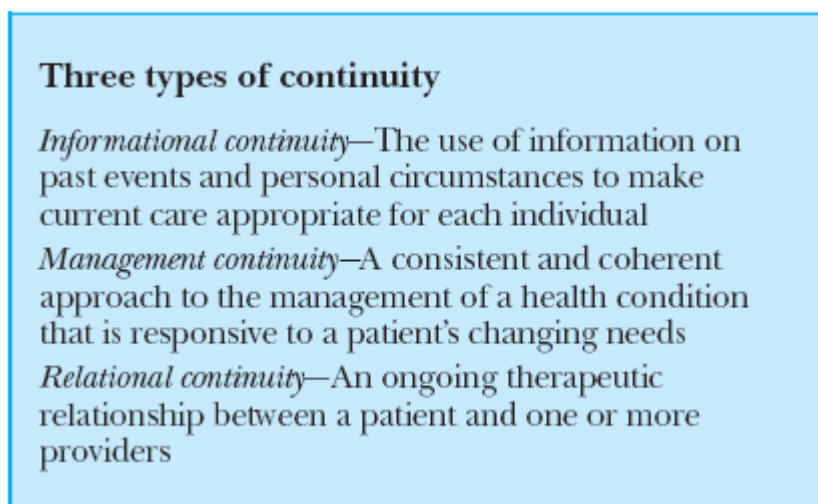 Three types of continuity
Informational continuity—The use of information on
past events and personal circumstances to make
current care appropriate for each individual
Management continuity—A consistent and coherent
approach to the management of a health condition
that is responsive to a patient's changing needs
Relational continuity—An ongoing therapeutic
relationship between a patient and one or more
providers